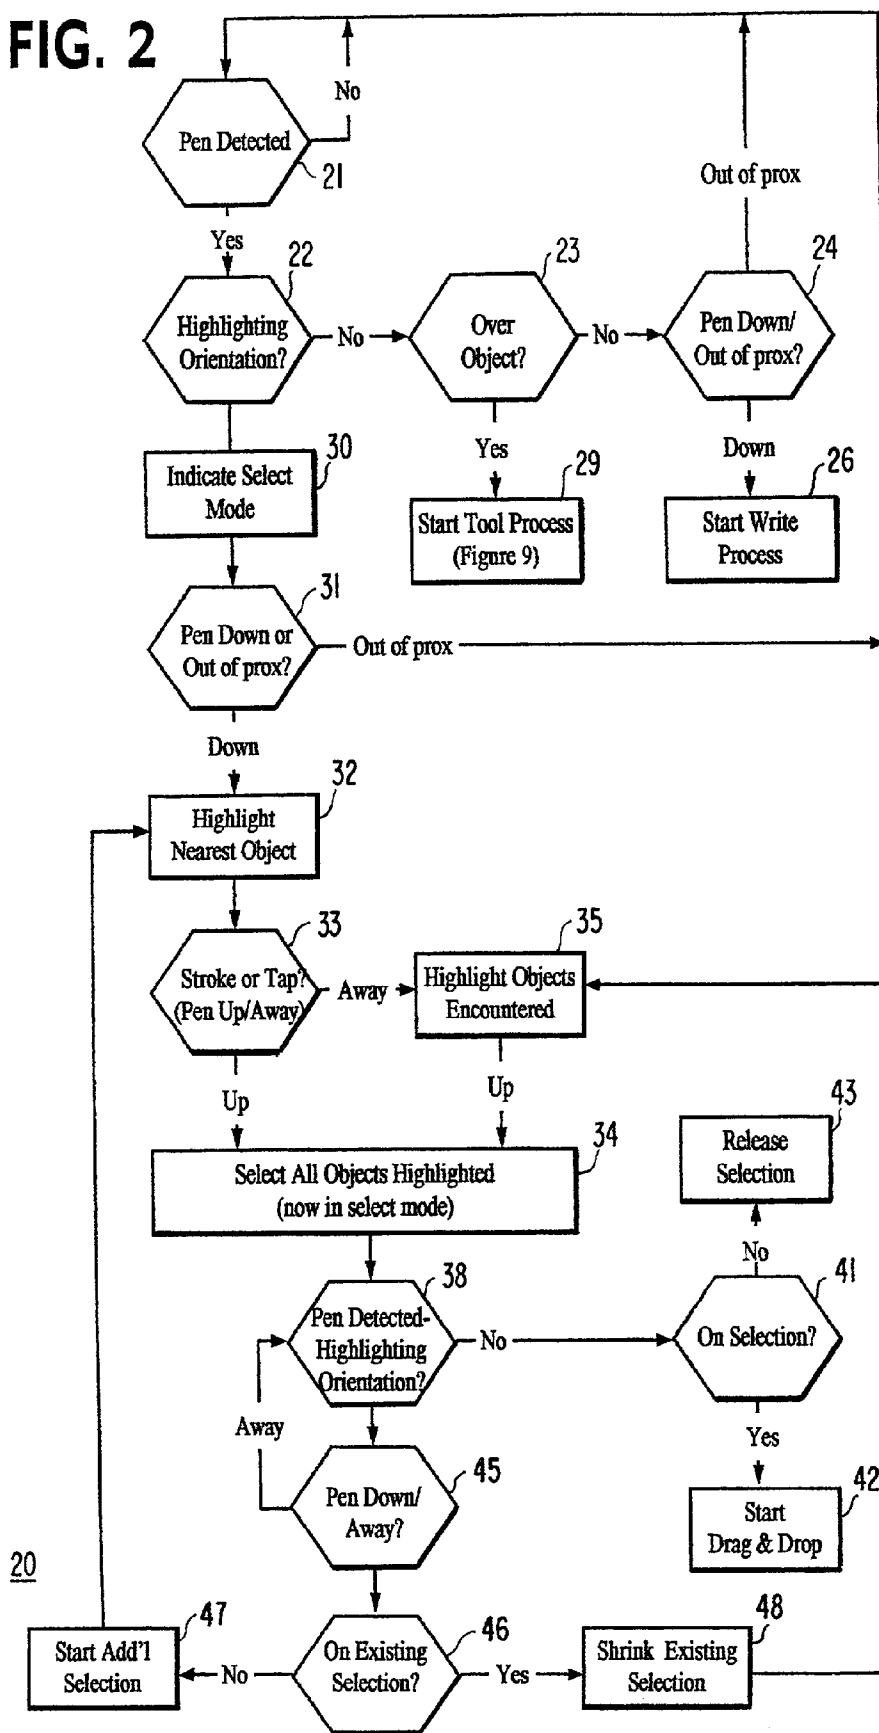 FIG. 2
No
Pen Detected
21
Out of prox
Yes
22
23
24
Highlighting
Orientation?
No
Over
Object?
No
Pen Down/
Out of prox?
30
Yes
Down
Indicate Select
Mode
29
26
Start Tool Process
(Figure 9)
Start Write
Process
31
Pen Down or
Out of prox?
Out of prox
Down
32
Highlight
Nearest Object
33
35
Stroke or Tap?
(Pen Up/Away)
Away
Highlight Objects
Encountered
Up
Up
43
34
Release
Selection
Select All Objects Highlighted
(now in select mode)
No
38
41
Pen Detected-
Highlighting
Orientation?
No
On Selection?
Away
Yes
45
Pen Down/
Away?
42
Start
Drag & Drop
20
47
46
48
Start Add'l
Selection
No
On Existing
Selection?
Yes
Shrink Existing
Selection